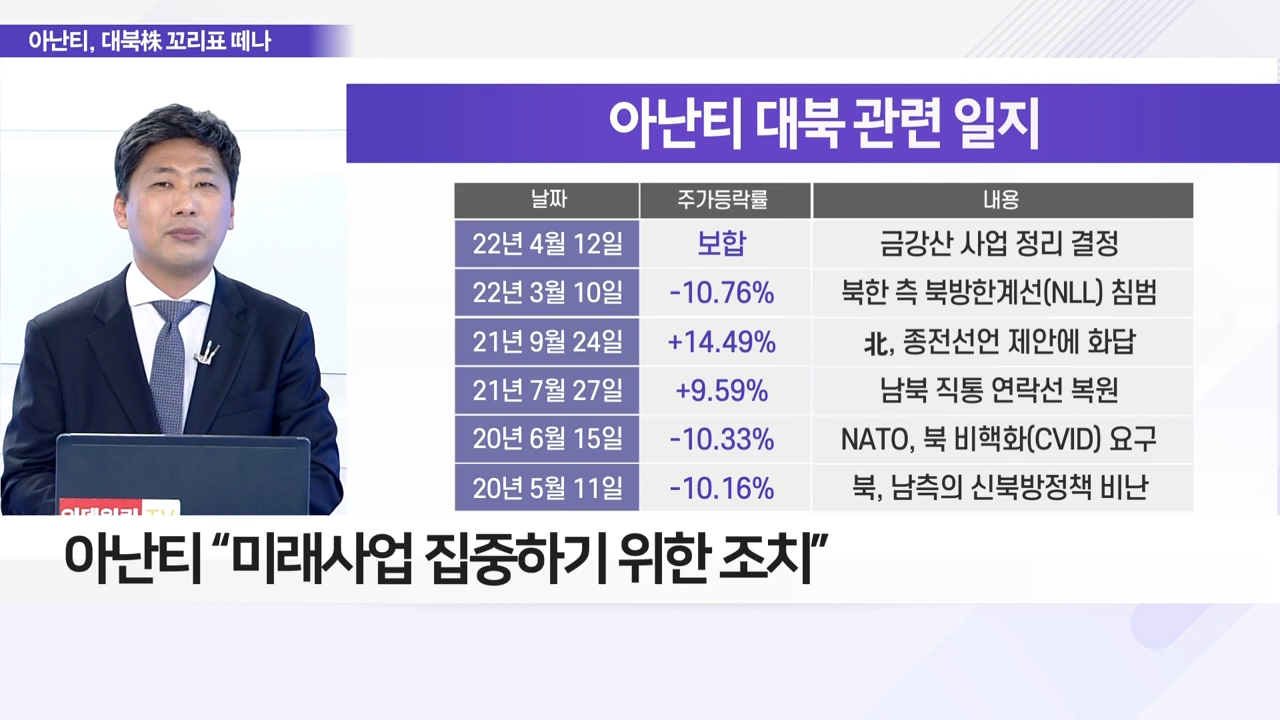 아난티, 대북株 꼬리표 떼나
아난티 대북 관련 일지
날짜 주가등락률 내용
22년 4월 12일 보합 금강산 사업 정리 결정
22년 3월 10일 -10.76% 북한 측 북방한계선(NLL) 침범
21년 9월 24일 +14.49% 北, 종전선언 제안에 화답
21년 7월 27일 +9.59% 남북 직통 연락선 복원
20년 6월 15일 -10.33% NATO, 북 비핵화(CVID) 요구
20년 5월 11일 -10.16% 북, 남측의 신북방정책 비난
아난티 “미래사업 집중하기 위한 조치”